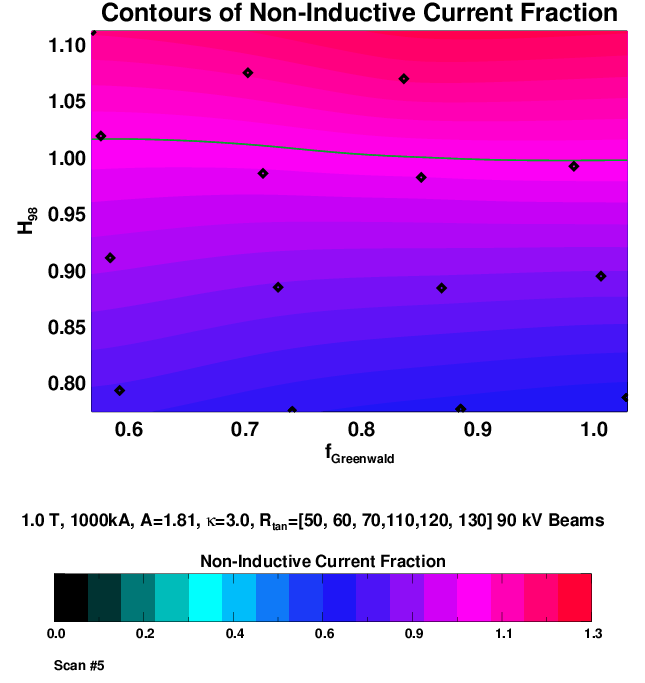 Contours of Non-Inductive Current Fraction
1.10
1.05
1.00
0.95
0.90
0.85
0.80
H98
0.6 0.7 0.8 0.9 1.0
fGreenwald
1.0 T, 1000kA, A=1.81, κ=3.0, Rtan=[50, 60, 70,110,120, 130] 90 kV Beams
Non-Inductive Current Fraction
0.0 0.2 0.4 0.6 0.9 1.1 1.3
Scan #5